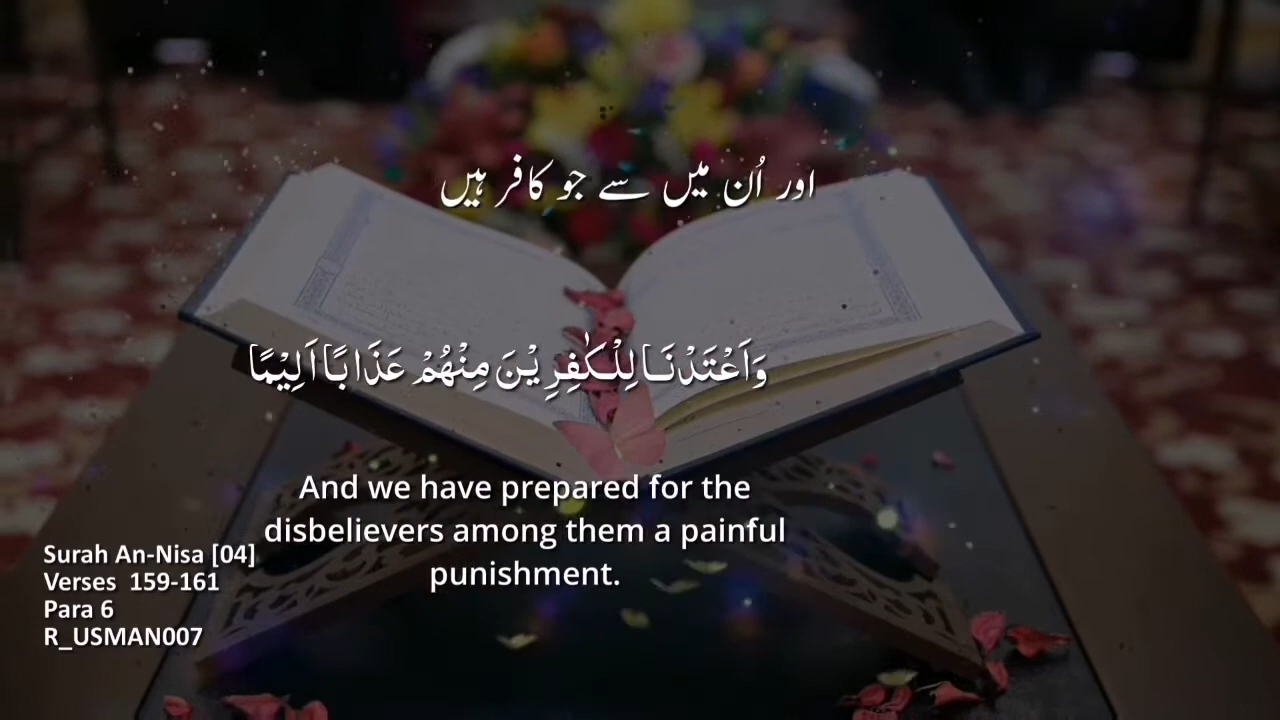 اور اُن میں سے جو کافر ہیں
وَاَعْتَدْنَا لِلْكٰفِرِيْنَ مِنْهُمْ عَذَابًا اَلِيْمًا
And we have prepared for the
disbelievers among them a painful
punishment.
Surah An-Nisa [04]
Verses 159-161
Para 6
R_USMAN007